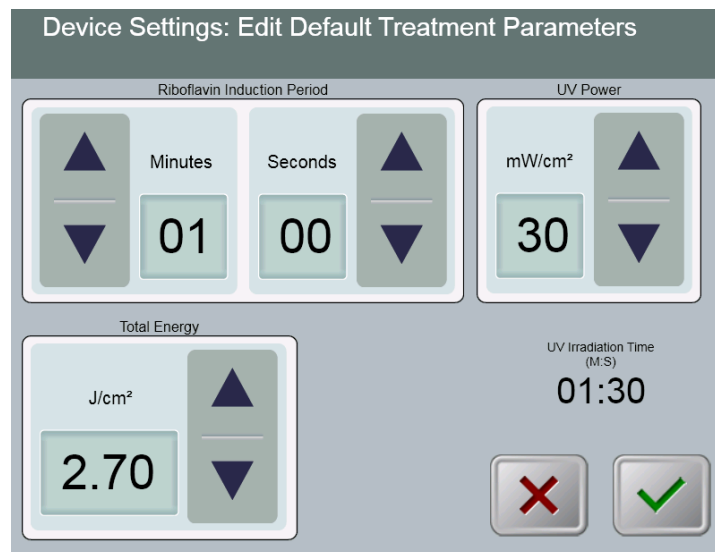 Device Settings: Edit Default Treatment Parameters
Riboflavin Induction Period
UV Power
Minutes
Seconds
mW/cm²
01
00
30
Total Energy
UV Irradiation Time
(M:S)
J/cm²
01:30
2.70